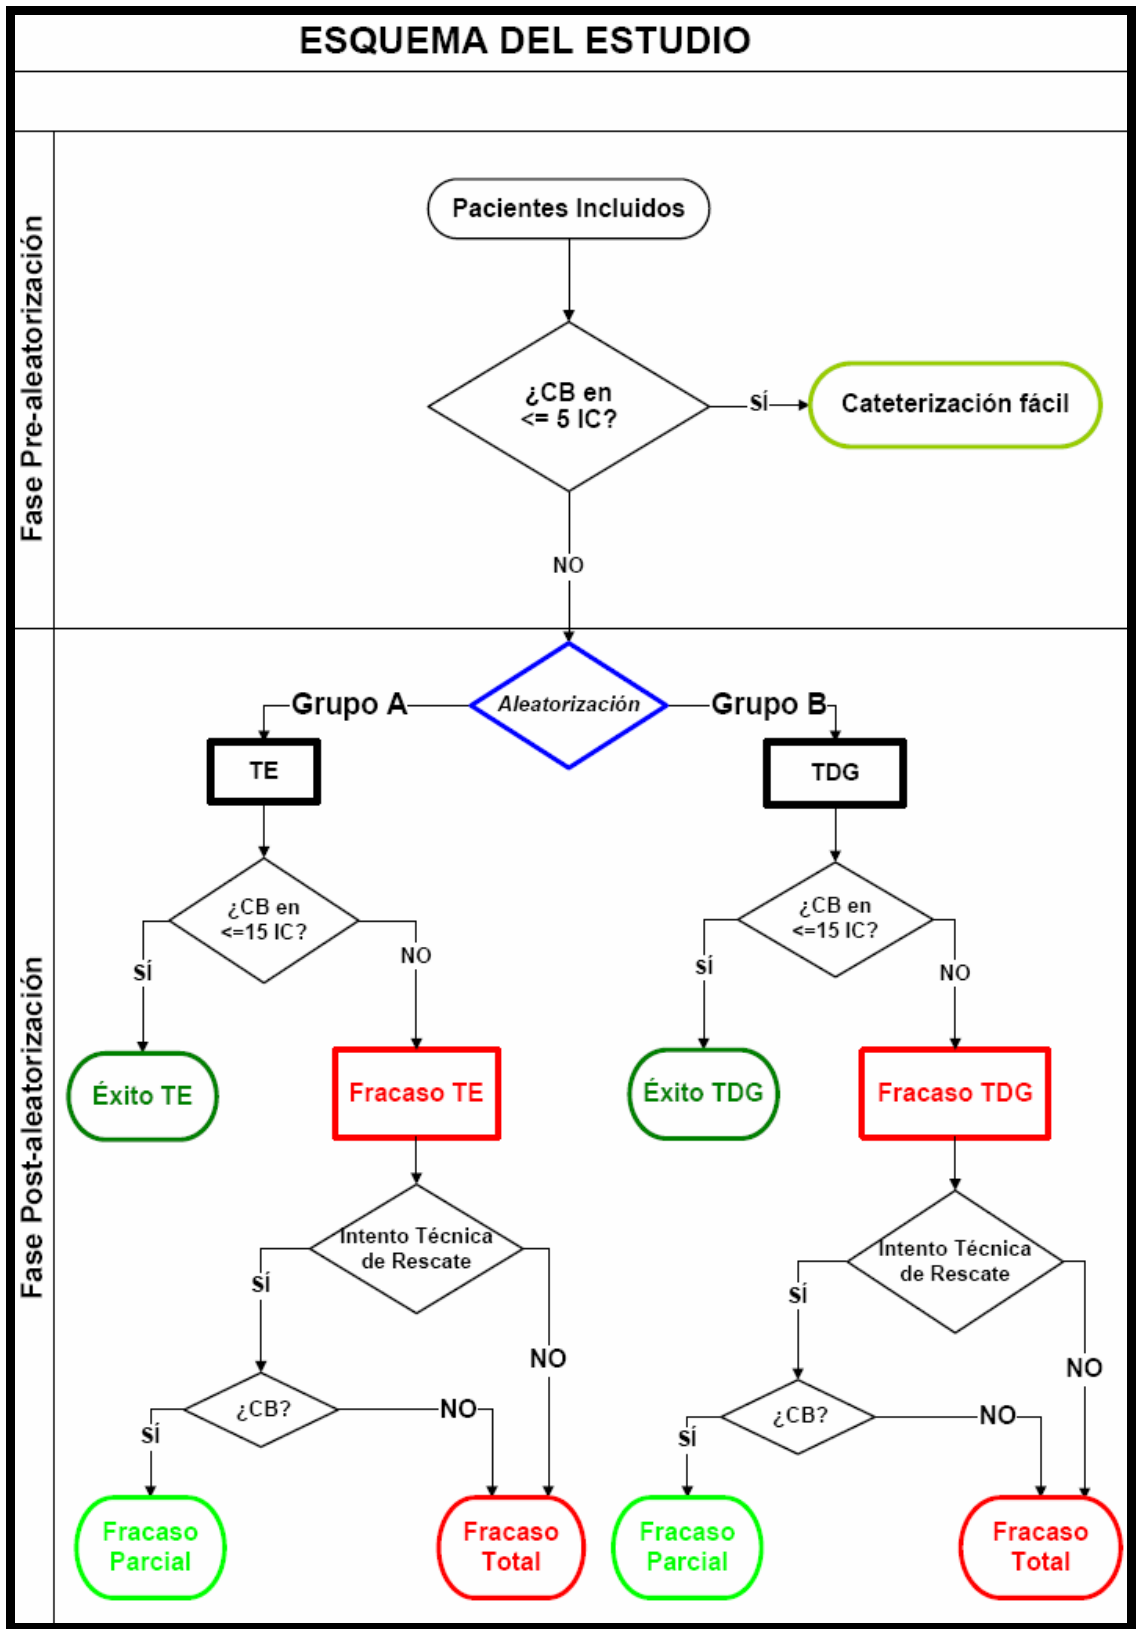 ESQUEMA DEL ESTUDIO
Fase Pre-aleatorización
Pacientes Incluidos
¿CB en
<= 5 IC?
SÍ
Cateterización fácil
NO
Fase Post-aleatorización
Grupo A
Aleatorización
Grupo B
TE
TDG
¿CB en
<=15 IC?
¿CB en
<=15 IC?
SÍ
NO
SÍ
NO
Éxito TE
Fracaso TE
Éxito TDG
Fracaso TDG
Intento Técnica
de Rescate
Intento Técnica
de Rescate
SÍ
NO
SÍ
NO
¿CB?
NO
¿CB?
NO
SÍ
SÍ
Fracaso
Parcial
Fracaso
Total
Fracaso
Parcial
Fracaso
Total